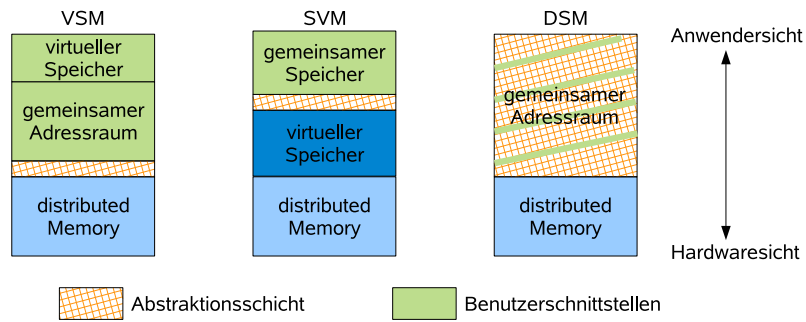 VSM
virtueller
Speicher
gemeinsamer
Adressraum
distributed
Memory
SVM
gemeinsamer
Speicher
virtueller
Speicher
distributed
Memory
DSM
gemeinsamer
Adressraum
distributed
Memory
Anwendersicht
Hardwaresicht
Abstraktionsschicht
Benutzerschnittstellen